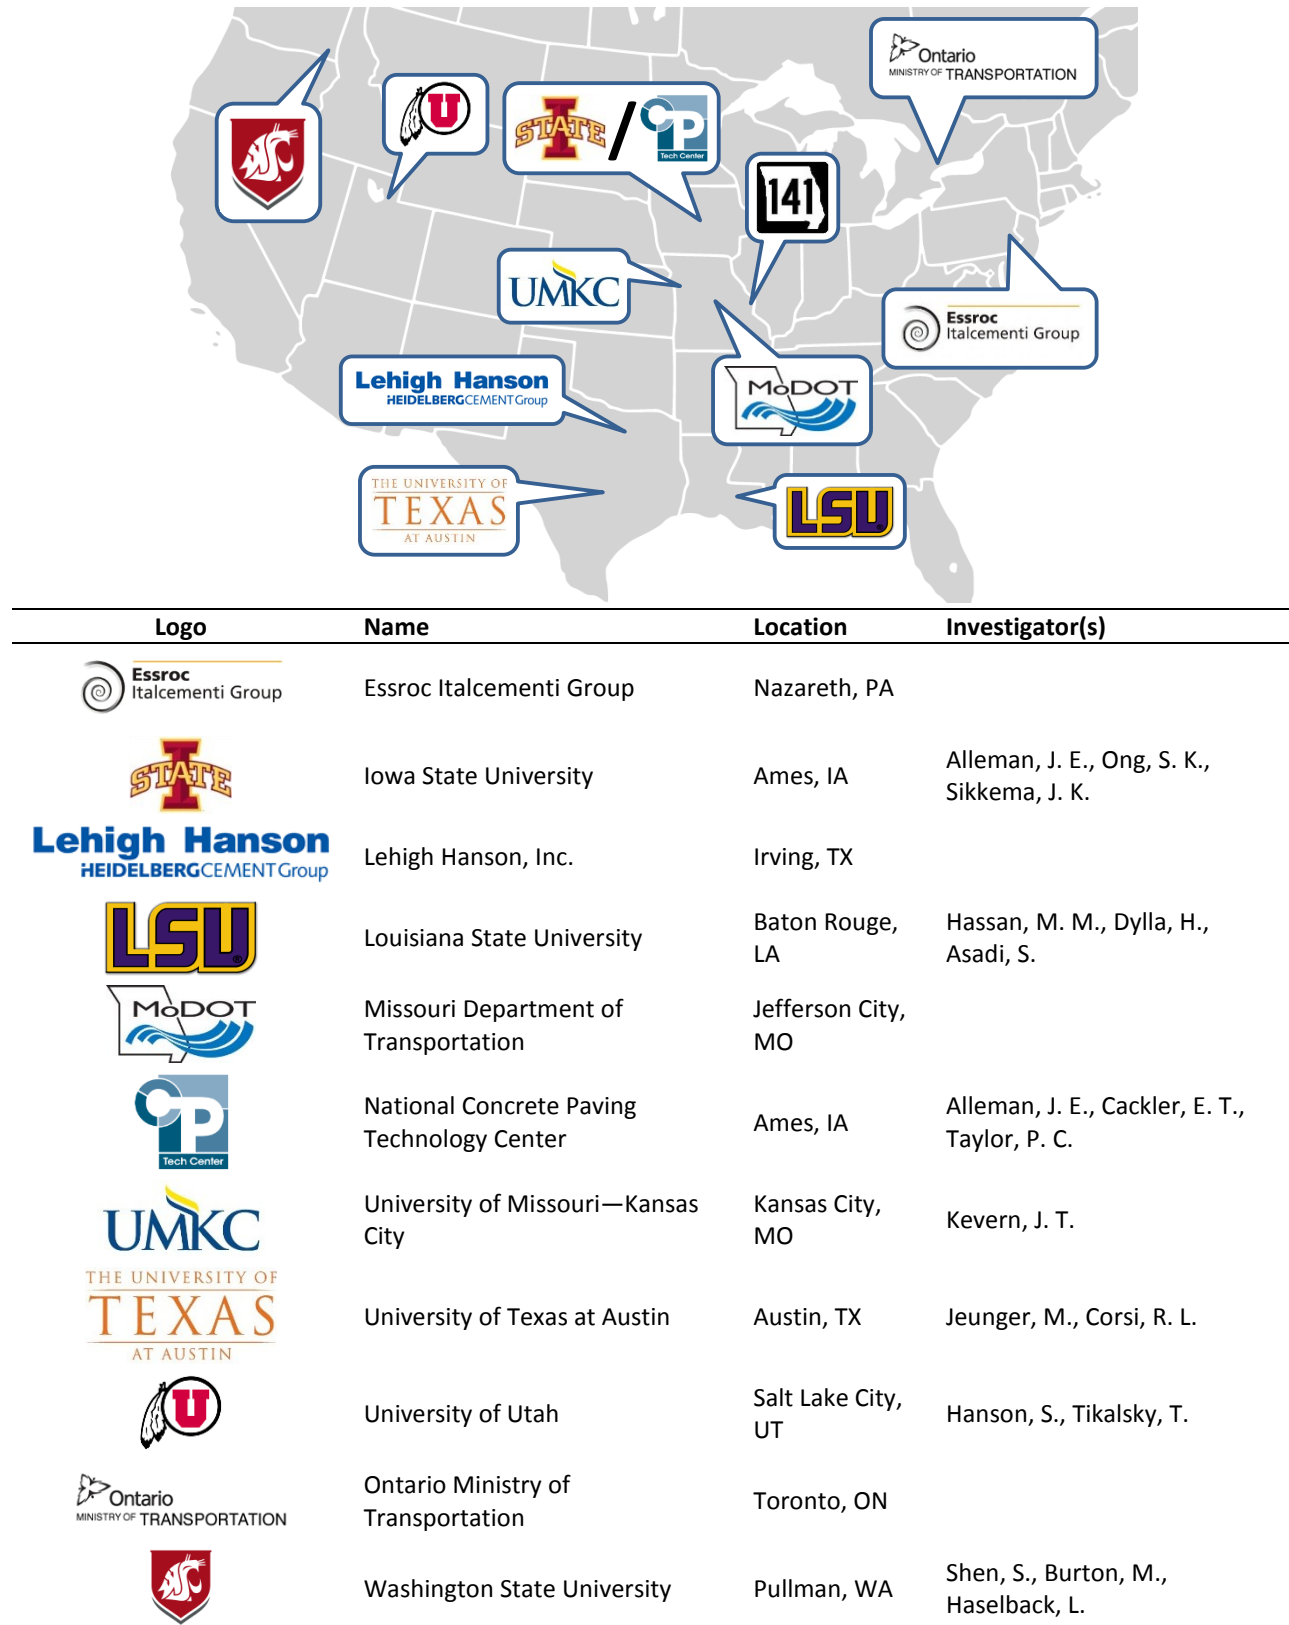 Ontario
MINISTRY OF TRANSPORTATION
U
STATE
CP
Tech Center
WSC
141
UMKC
Essroc
Italcementi Group
Lehigh Hanson
HEIDELBERGCEMENT Group
MoDOT
THE UNIVERSITY OF
TEXAS
AT AUSTIN
LSU
Logo Name Location Investigator(s)
Essroc
Italcementi Group
Essroc Italcementi Group Nazareth, PA
I
STATE
Iowa State University Ames, IA Alleman, J. E., Ong, S. K.,
Sikkema, J. K.
Lehigh Hanson
HEIDELBERGCEMENT Group
Lehigh Hanson, Inc. Irving, TX
LSU
Louisiana State University Baton Rouge,
LA
Hassan, M. M., Dylla, H.,
Asadi, S.
MoDOT
Missouri Department of
Transportation
Jefferson City,
MO
CP
Tech Center
National Concrete Paving
Technology Center
Ames, IA
Alleman, J. E., Cackler, E. T.,
Taylor, P. C.
UMKC
University of Missouri—Kansas
City
Kansas City,
MO
Kevern, J. T.
THE UNIVERSITY OF
TEXAS
AT AUSTIN
University of Texas at Austin Austin, TX Jeunger, M., Corsi, R. L.
U
University of Utah
Salt Lake City,
UT
Hanson, S., Tikalsky, T.
Ontario
MINISTRY OF TRANSPORTATION
Ontario Ministry of
Transportation
Toronto, ON
WSC
Washington State University Pullman, WA
Shen, S., Burton, M.,
Haselback, L.